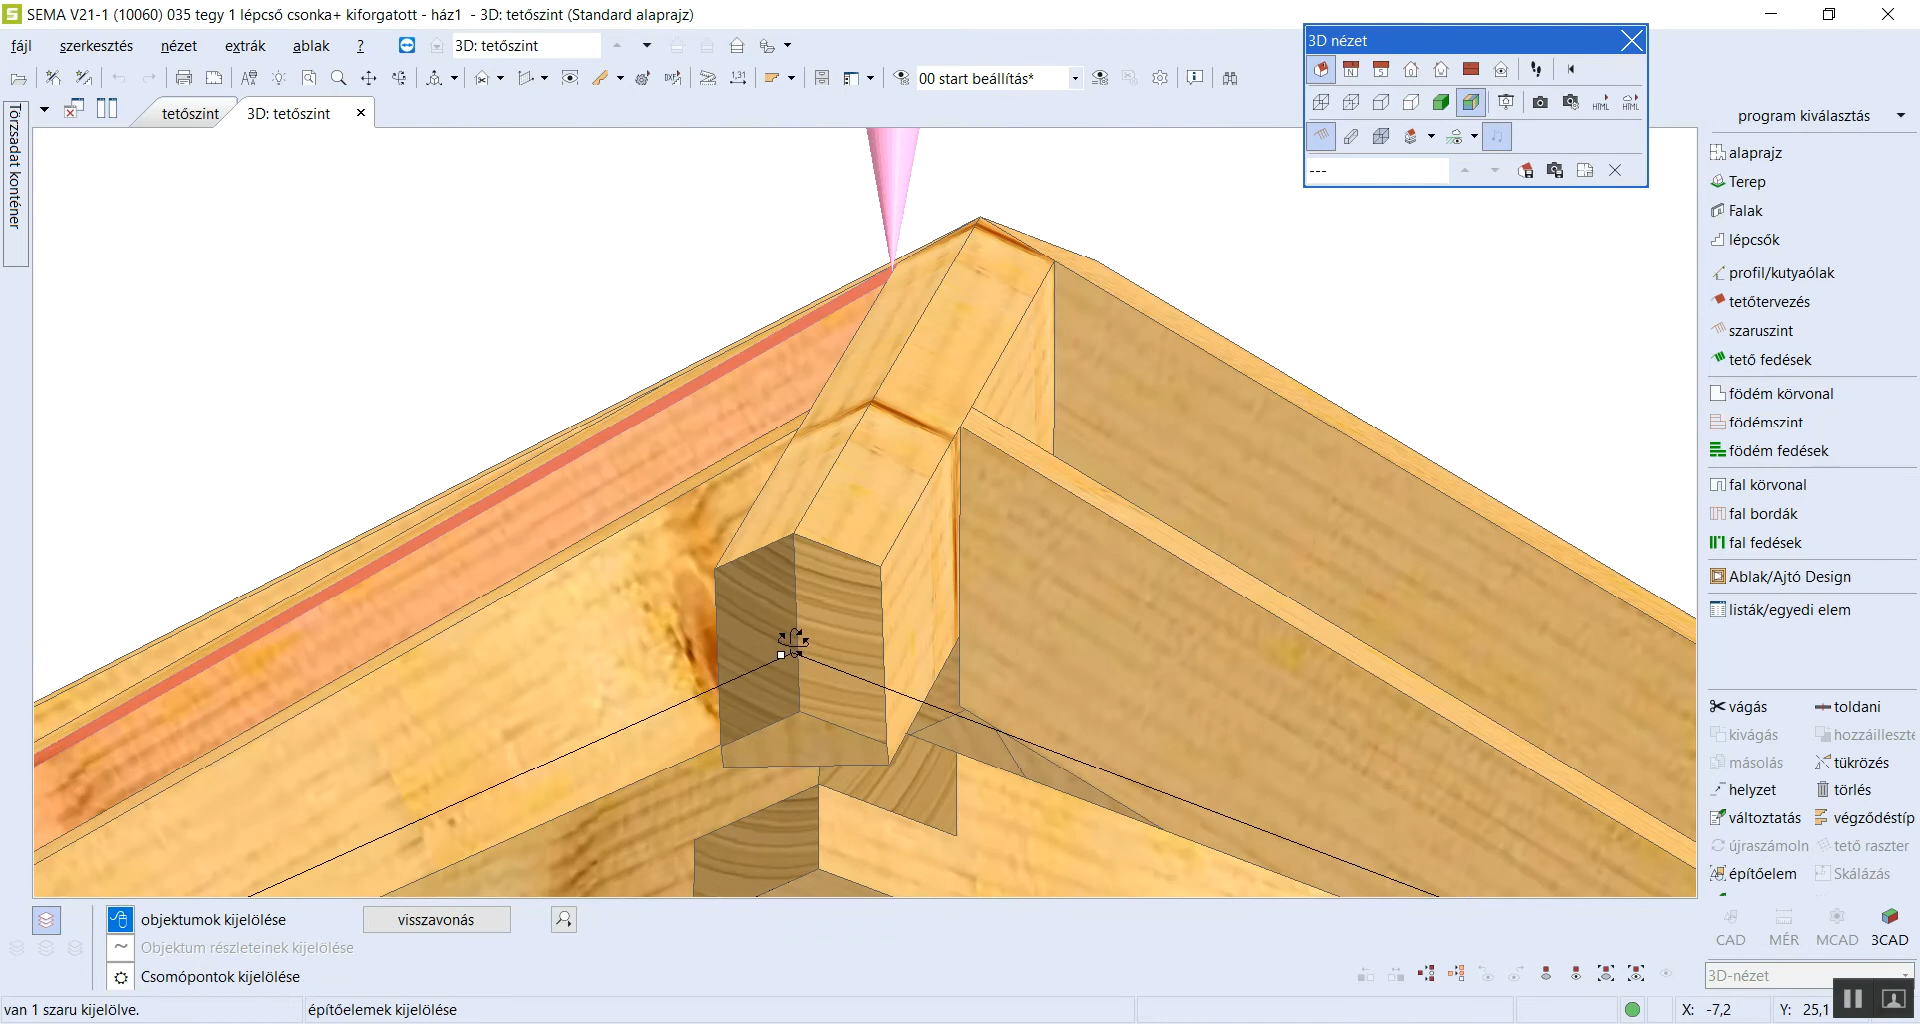 SEMA V21-1 (10060) 035 tegy 1 lépcső csonka+ kiforgatott - ház1 - 3D: tetőszint (Standard alaprajz)
fájl szerkesztés nézet extrák ablak ? 3D: tetőszint
00 start beállítás*
tetőszint 3D: tetőszint
Törzsadat konténer
3D nézet
HTML HTML
---
program kiválasztás
alaprajz
Terep
Falak
lépcsők
profil/kutyaólak
tetőtervezés
szaruszint
tető fedések
födém körvonal
födémszint
födém fedések
fal körvonal
fal bordák
fal fedések
Ablak/Ajtó Design
listák/egyedi elem
vágás toldani
kivágás hozzáilleszté
másolás tükrözés
helyzet törlés
változtatás végződéstíp
újraszámoln tető raszter
építőelem Skálázás
CAD MÉR MCAD 3CAD
3D-nézet
objektumok kijelölése visszavonás
Objektum részleteinek kijelölése
Csomópontok kijelölése
van 1 szaru kijelölve. építőelemek kijelölése X: -7,2 Y: 25,1